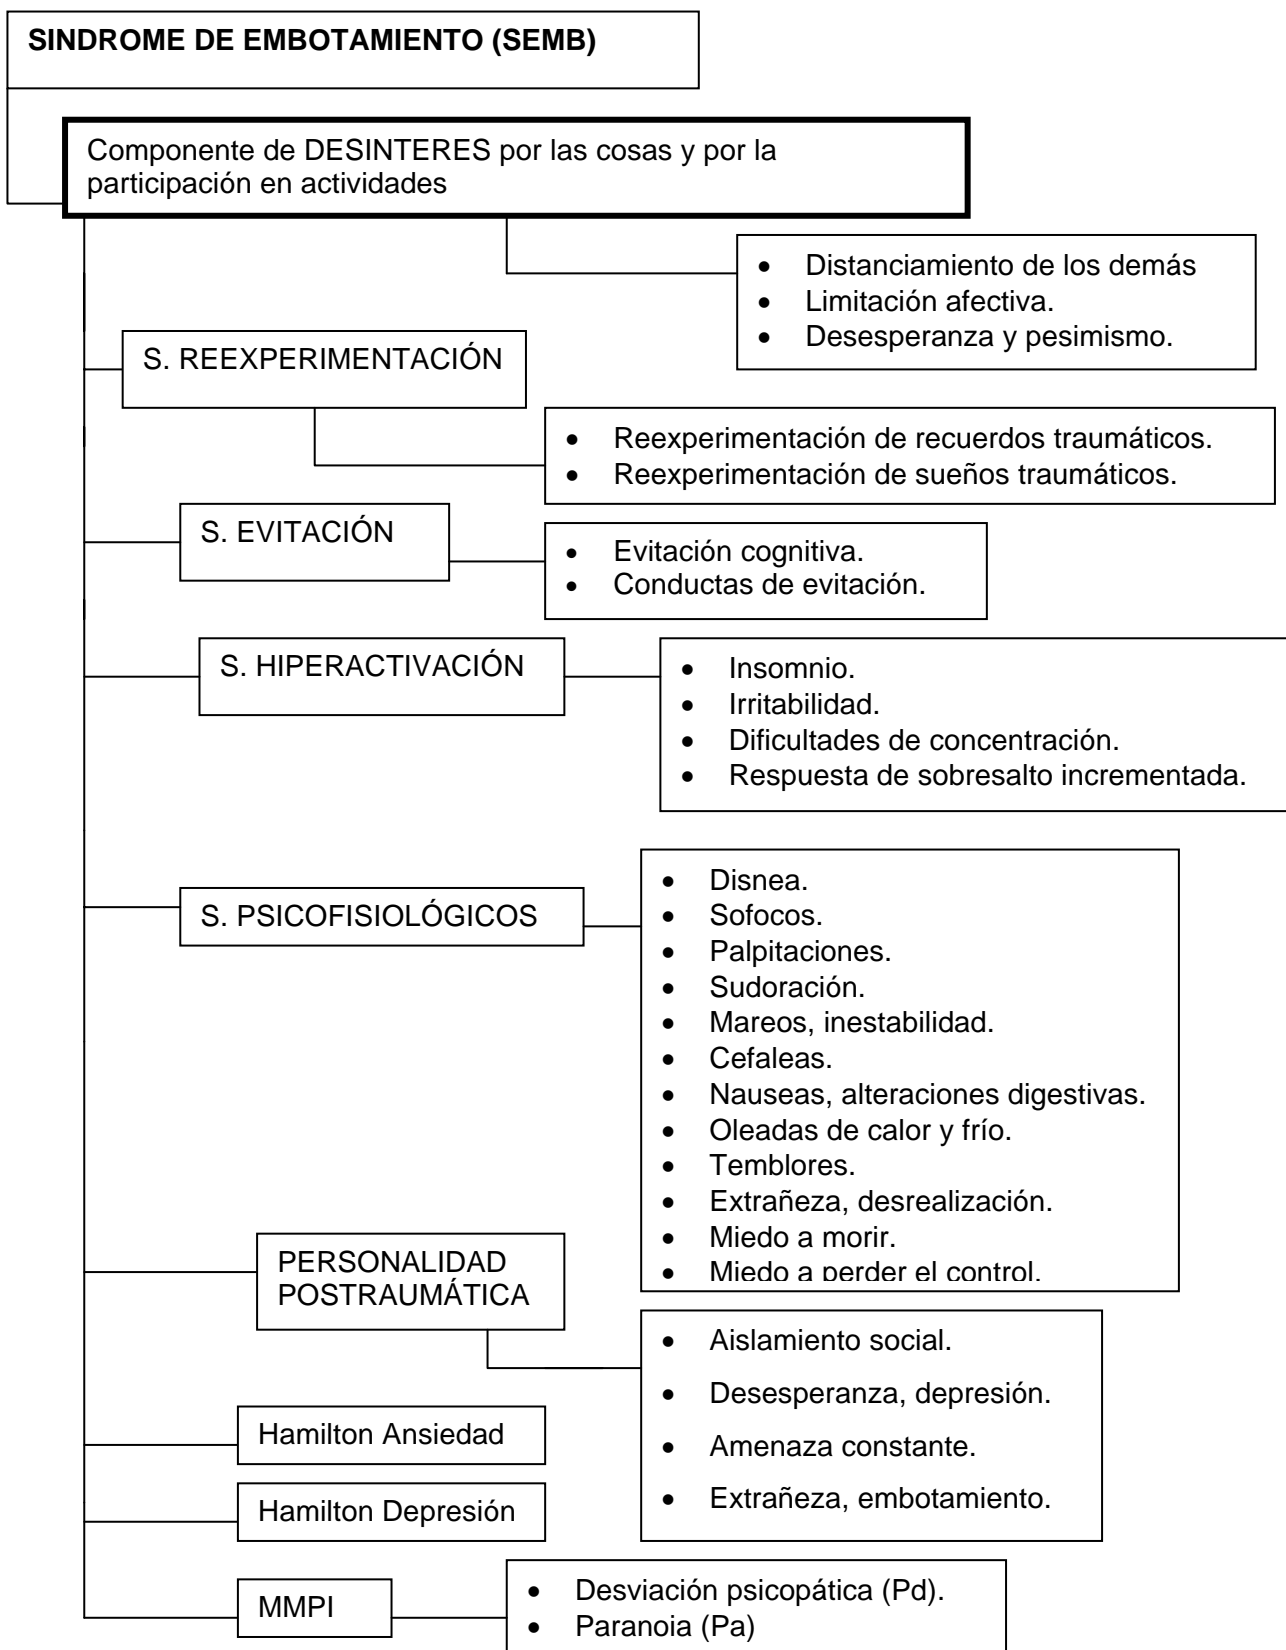 SINDROME DE EMBOTAMIENTO (SEMB)
Componente de DESINTERES por las cosas y por la
participación en actividades
• Distanciamiento de los demás
• Limitación afectiva.
• Desesperanza y pesimismo.
S. REEXPERIMENTACIÓN
• Reexperimentación de recuerdos traumáticos.
• Reexperimentación de sueños traumáticos.
S. EVITACIÓN
• Evitación cognitiva.
• Conductas de evitación.
S. HIPERACTIVACIÓN
• Insomnio.
• Irritabilidad.
• Dificultades de concentración.
• Respuesta de sobresalto incrementada.
S. PSICOFISIOLÓGICOS
• Disnea.
• Sofocos.
• Palpitaciones.
• Sudoración.
• Mareos, inestabilidad.
• Cefaleas.
• Nauseas, alteraciones digestivas.
• Oleadas de calor y frío.
• Temblores.
• Extrañeza, desrealización.
• Miedo a morir.
• Miedo a perder el control.
PERSONALIDAD
POSTRAUMÁTICA
• Aislamiento social.
• Desesperanza, depresión.
• Amenaza constante.
• Extrañeza, embotamiento.
Hamilton Ansiedad
Hamilton Depresión
MMPI
• Desviación psicopática (Pd).
• Paranoia (Pa)